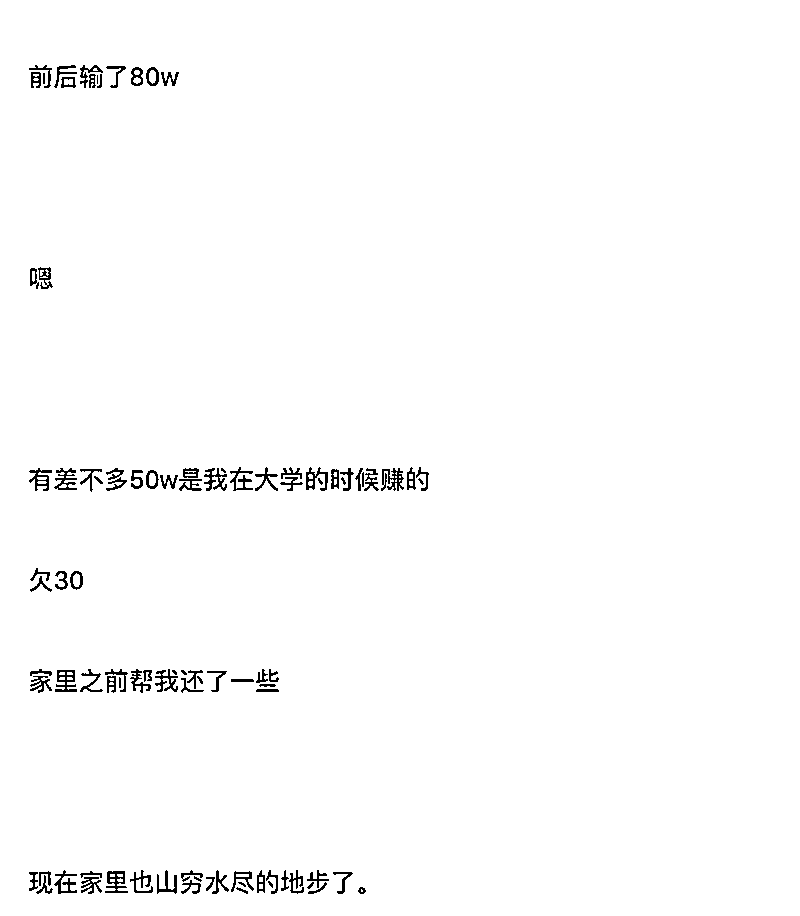 前后输了80w
嗯
有差不多50w是我在大学的时候赚的
欠30
家里之前帮我还了一些
现在家里也山穷水尽的地步了。